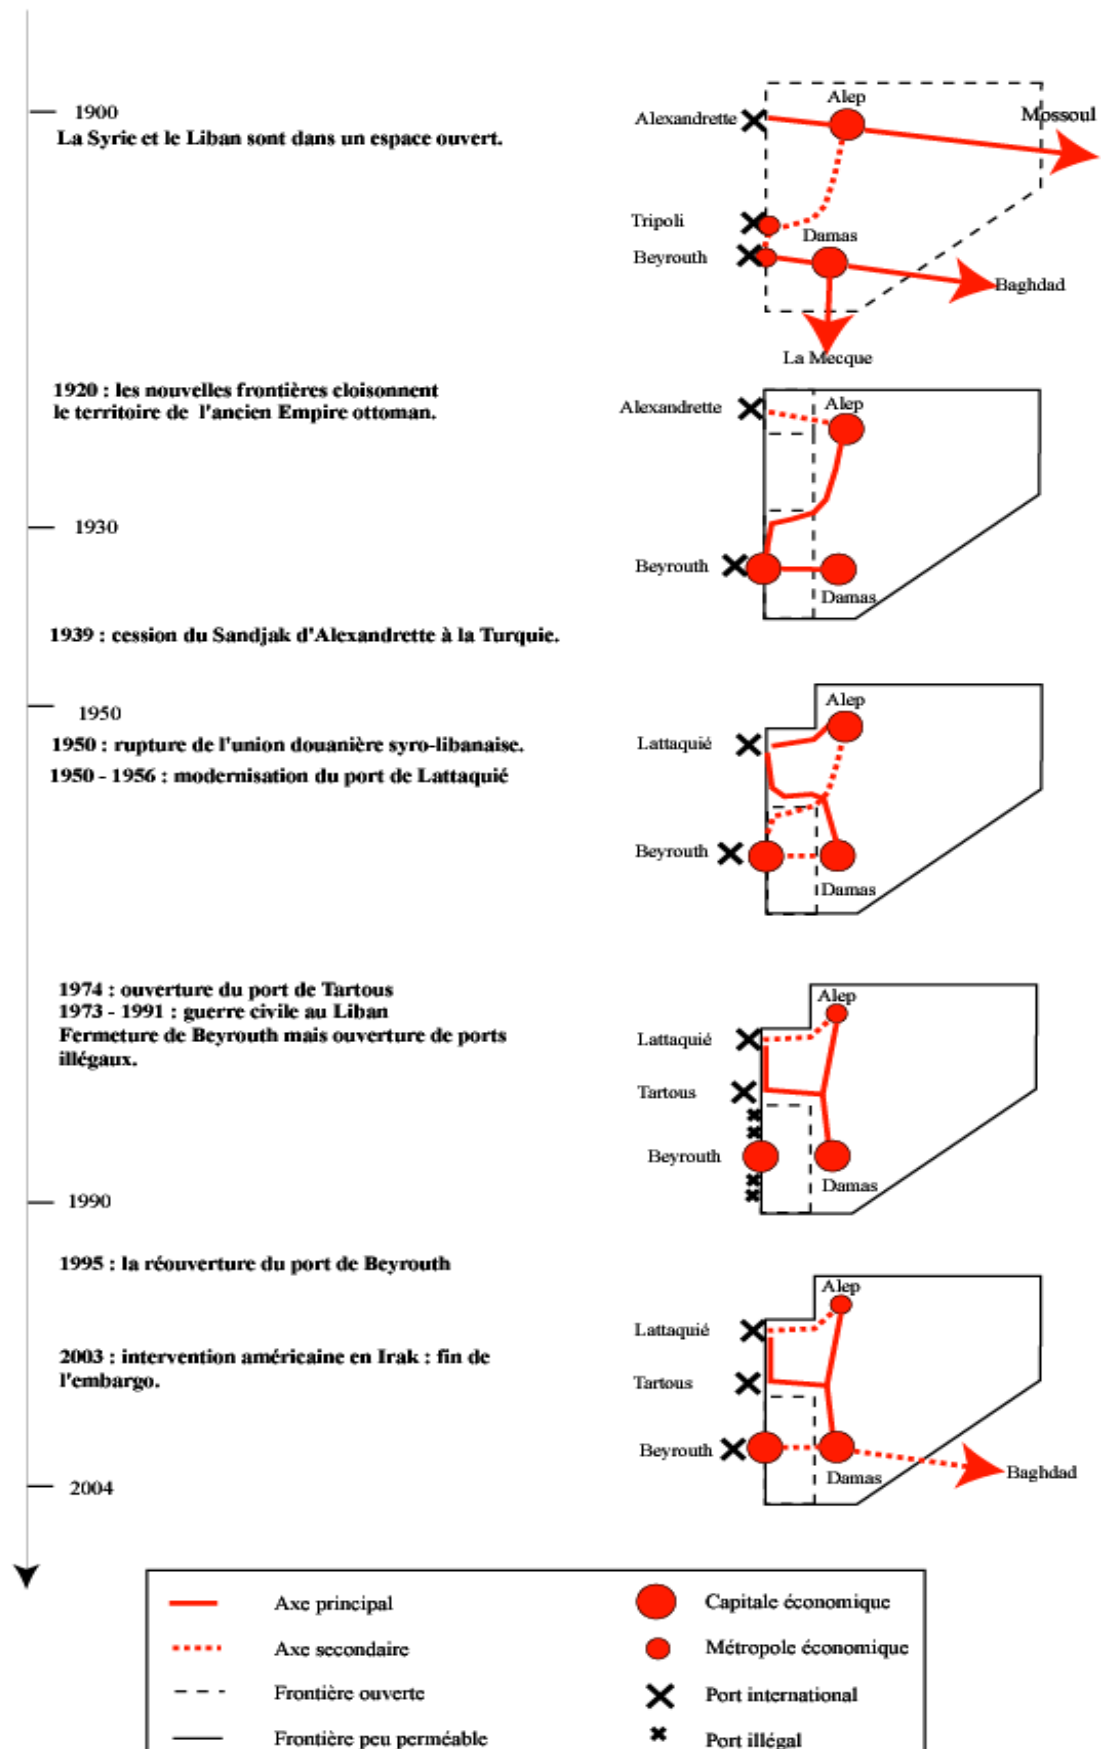 1900
La Syrie et le Liban sont dans un espace ouvert.
Alexandrette
Alep
Mossoul
Tripoli
Damas
Beyrouth
Baghdad
La Mecque
1920 : les nouvelles frontières cloisonnent
le territoire de l'ancien Empire ottoman.
Alexandrette
Alep
1930
Beyrouth
Damas
1939 : cession du Sandjak d'Alexandrette à la Turquie.
1950
1950 : rupture de l'union douanière syro-libanaise.
1950 - 1956 : modernisation du port de Lattaquié
Alep
Lattaquié
Beyrouth
Damas
1974 : ouverture du port de Tartous
1973 - 1991 : guerre civile au Liban
Fermeture de Beyrouth mais ouverture de ports
illégaux.
Alep
Lattaquié
Tartous
Beyrouth
Damas
1990
1995 : la réouverture du port de Beyrouth
Alep
Lattaquié
2003 : intervention américaine en Irak : fin de
l'embargo.
Tartous
Beyrouth
Damas
Baghdad
2004
Axe principal
Capitale économique
Axe secondaire
Métropole économique
Frontière ouverte
Port international
Frontière peu perméable
Port illégal